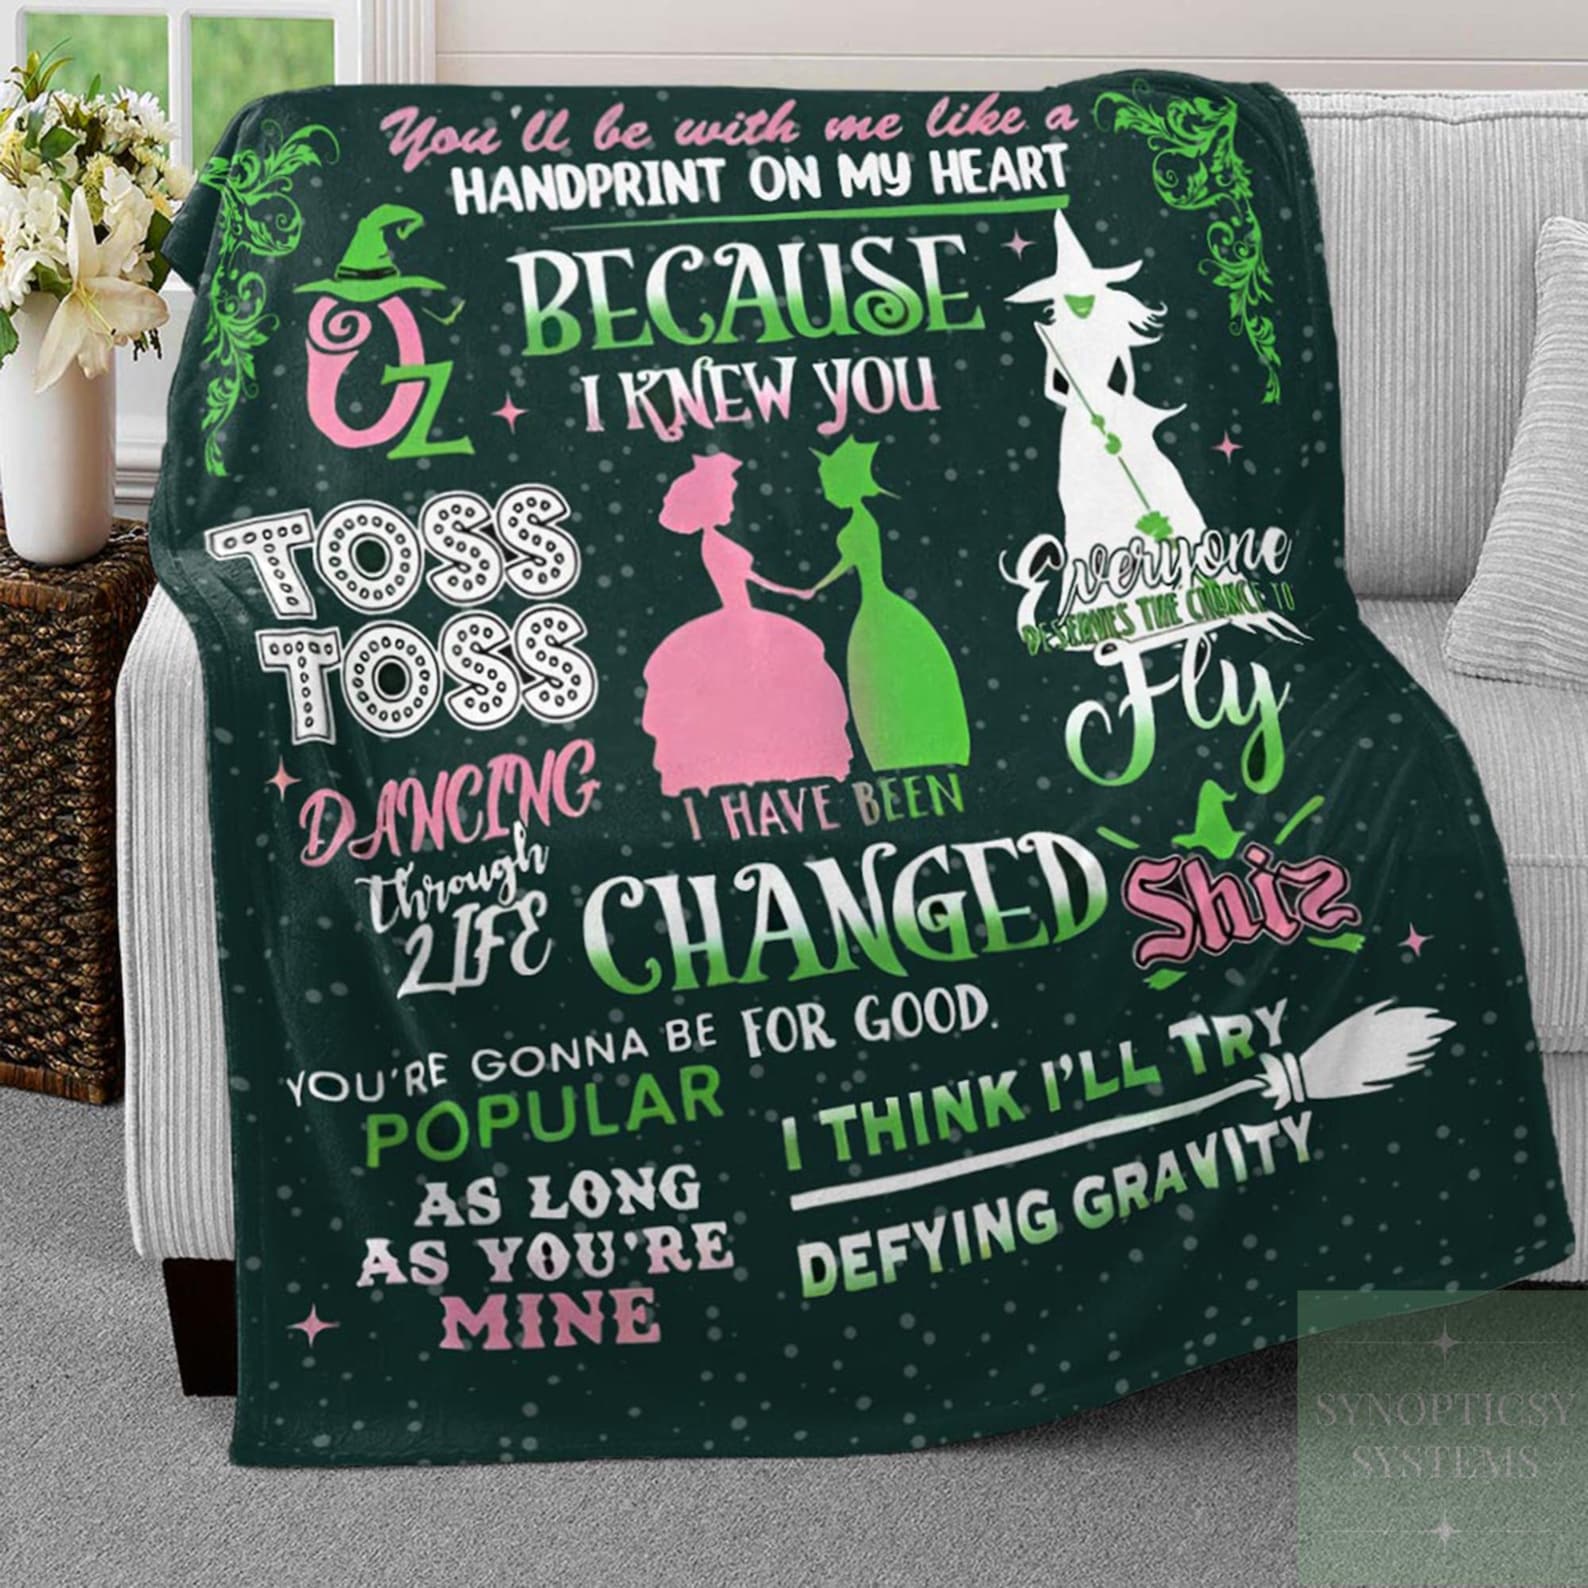 You'll be with me like a
HANDPRINT ON MY HEART
OZ
BECAUSE
I KNEW YOU
TOSS
TOSS
Everyone
DESERVES THE CHANCE TO
Fly
DANCING
through
LIFE
I HAVE BEEN
CHANGED
Shiz
FOR GOOD.
YOU'RE GONNA BE
POPULAR
I THINK I'LL TRY
DEFYING GRAVITY
AS LONG
AS YOU'RE
MINE
SYNOPTICSY
SYSTEMS